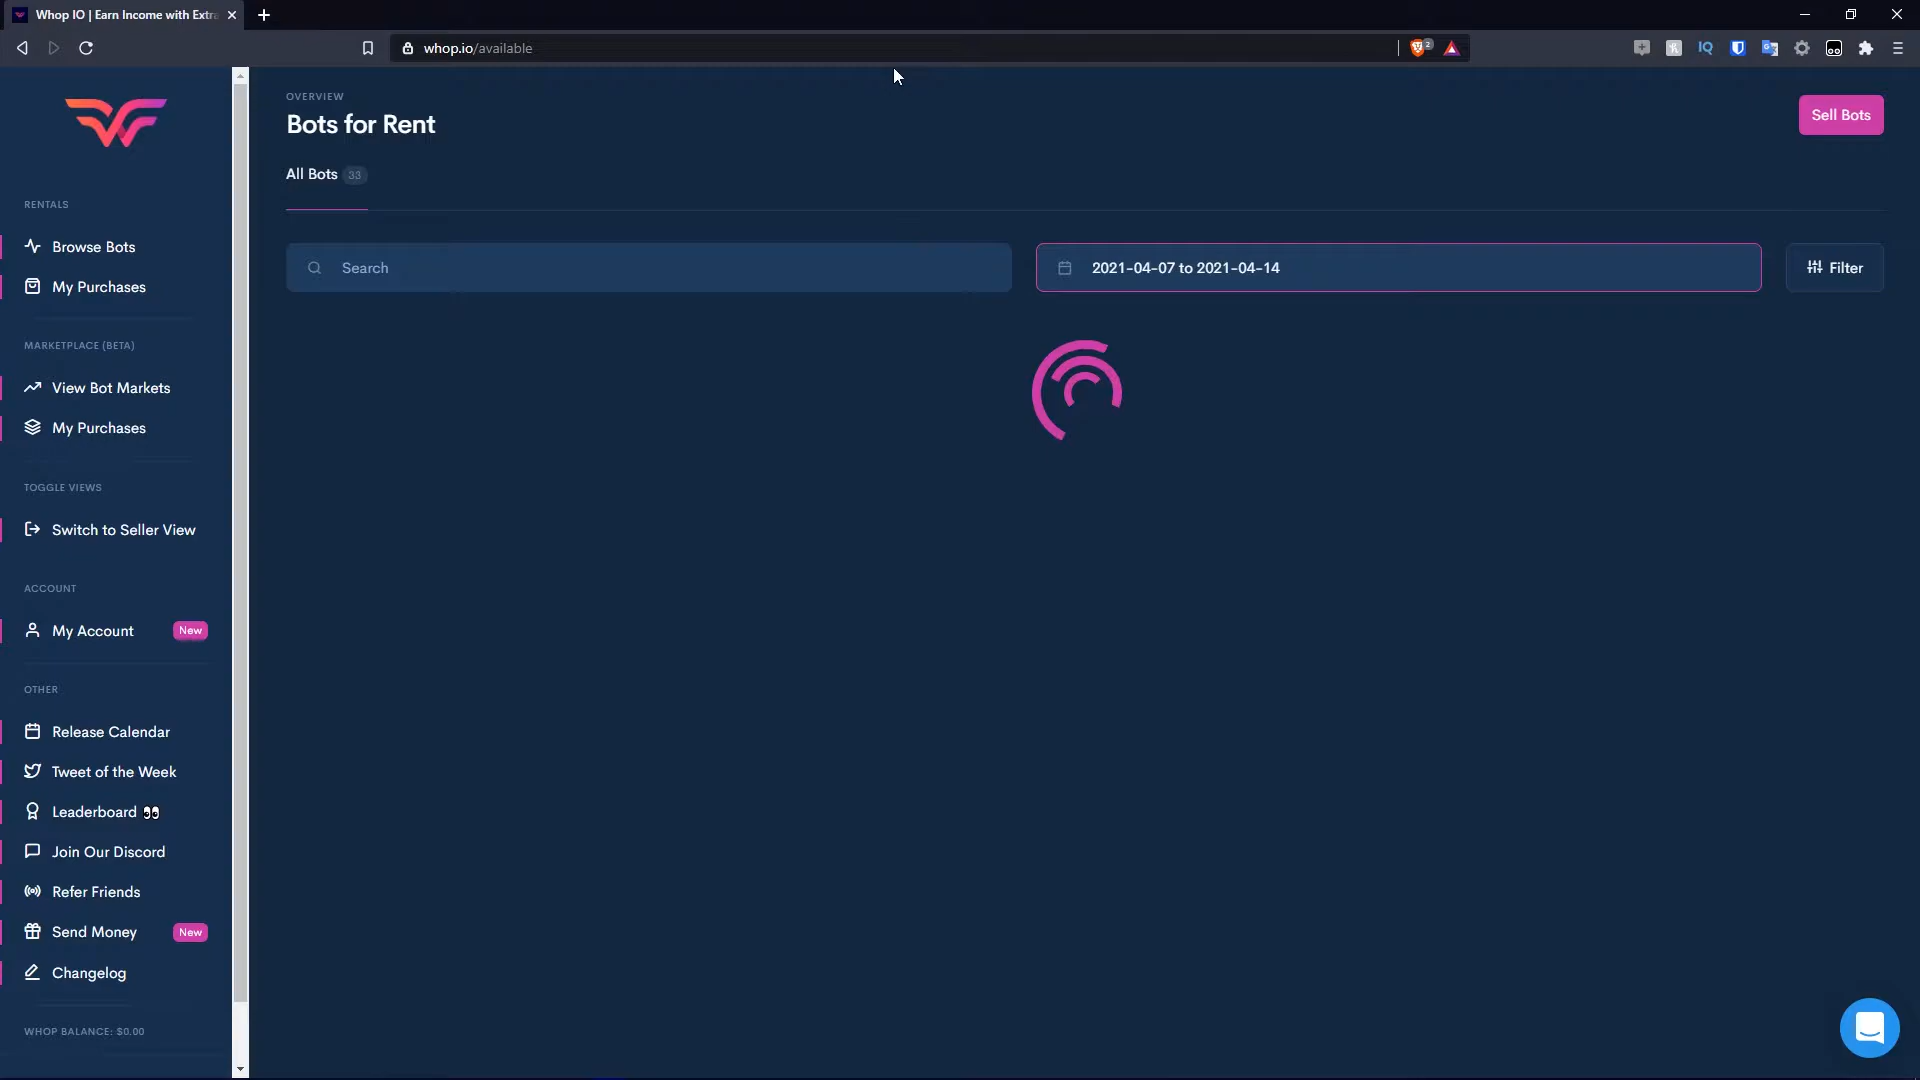 Whop IO | Earn Income with Extr
whop.io/available
2
IQ
RENTALS
Browse Bots
My Purchases
MARKETPLACE (BETA)
View Bot Markets
My Purchases
TOGGLE VIEWS
Switch to Seller View
ACCOUNT
My Account New
OTHER
Release Calendar
Tweet of the Week
Leaderboard 👀
Join Our Discord
Refer Friends
Send Money New
Changelog
WHOP BALANCE: $0.00
OVERVIEW
Bots for Rent
Sell Bots
All Bots 33
Search
2021-04-07 to 2021-04-14
Filter